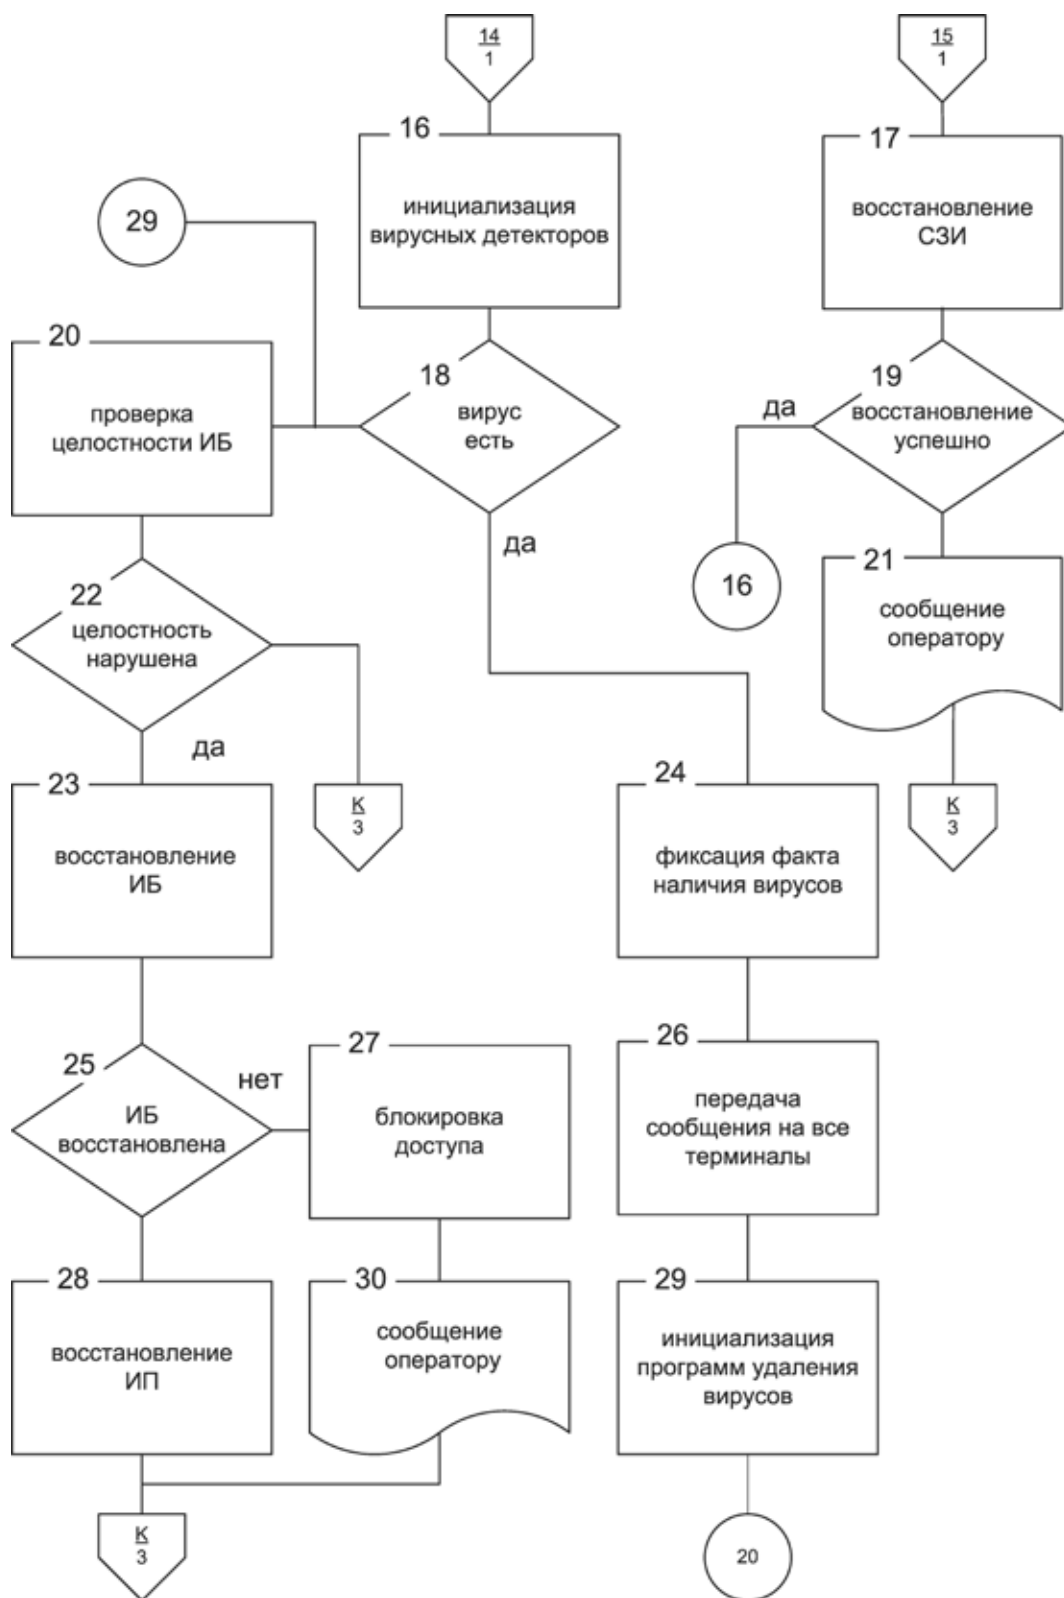 14
1
15
1
16
инициализация
вирусных детекторов
17
восстановление
СЗИ
29
20
проверка
целостности ИБ
18
вирус
есть
да
19
восстановление
успешно
да
16
21
сообщение
оператору
22
целостность
нарушена
да
К
3
К
3
23
восстановление
ИБ
24
фиксация факта
наличия вирусов
25
ИБ
восстановлена
нет
27
блокировка
доступа
26
передача
сообщения на все
терминалы
28
восстановление
ИП
30
сообщение
оператору
29
инициализация
программ удаления
вирусов
К
3
20